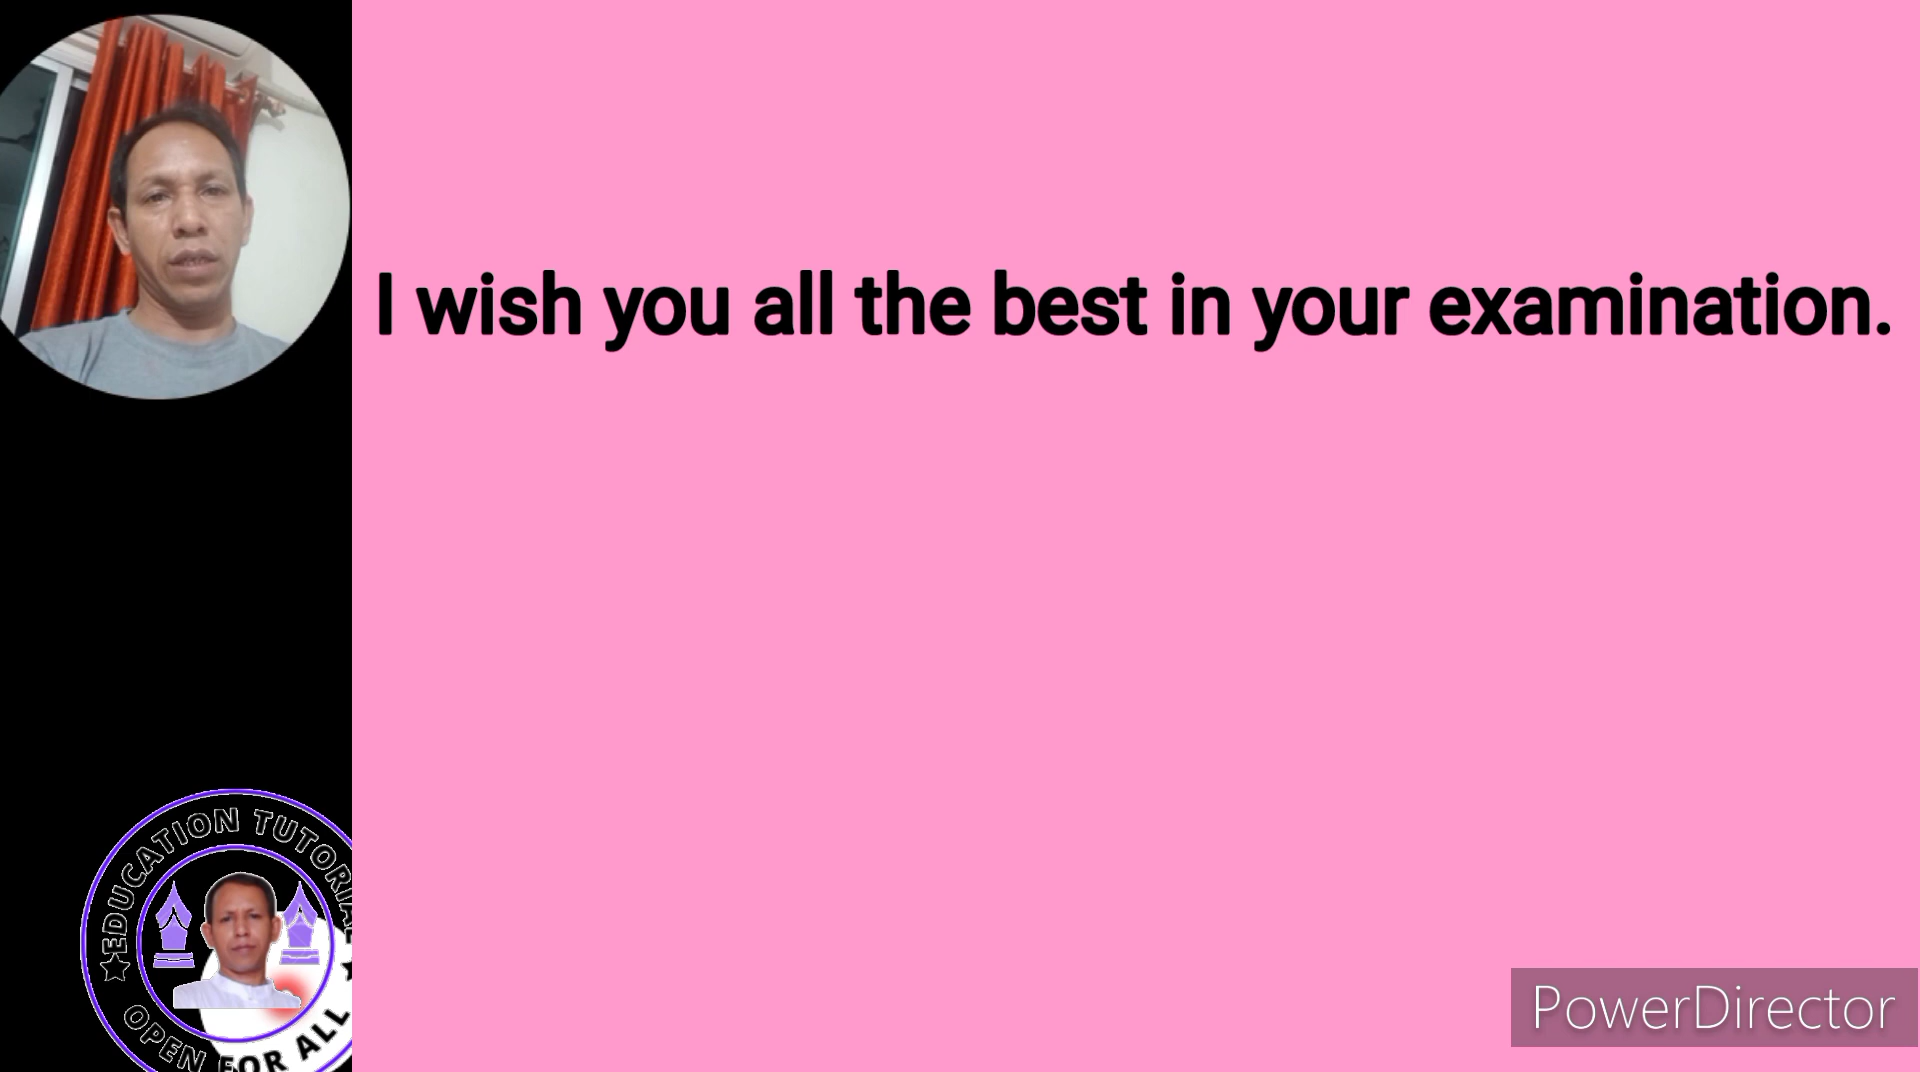 I wish you all the best in your examination.
EDUCATION TUTORIAL
OPEN FOR ALL
PowerDirector